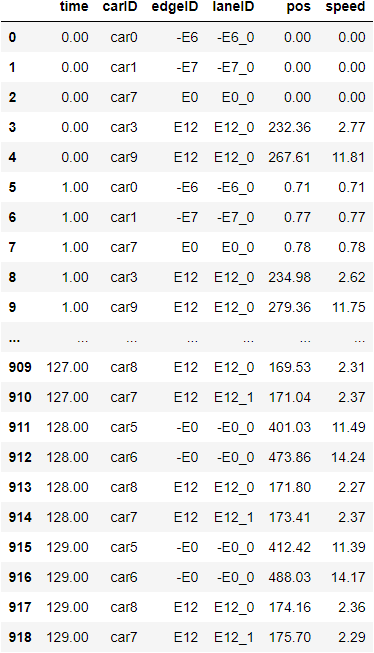 time carID edgeID laneID pos speed
0 0.00 car0 -E6 -E6_0 0.00 0.00
1 0.00 car1 -E7 -E7_0 0.00 0.00
2 0.00 car7 E0 E0_0 0.00 0.00
3 0.00 car3 E12 E12_0 232.36 2.77
4 0.00 car9 E12 E12_0 267.61 11.81
5 1.00 car0 -E6 -E6_0 0.71 0.71
6 1.00 car1 -E7 -E7_0 0.77 0.77
7 1.00 car7 E0 E0_0 0.78 0.78
8 1.00 car3 E12 E12_0 234.98 2.62
9 1.00 car9 E12 E12_0 279.36 11.75
... ... ... ... ... ... ...
909 127.00 car8 E12 E12_0 169.53 2.31
910 127.00 car7 E12 E12_1 171.04 2.37
911 128.00 car5 -E0 -E0_0 401.03 11.49
912 128.00 car6 -E0 -E0_0 473.86 14.24
913 128.00 car8 E12 E12_0 171.80 2.27
914 128.00 car7 E12 E12_1 173.41 2.37
915 129.00 car5 -E0 -E0_0 412.42 11.39
916 129.00 car6 -E0 -E0_0 488.03 14.17
917 129.00 car8 E12 E12_0 174.16 2.36
918 129.00 car7 E12 E12_1 175.70 2.29